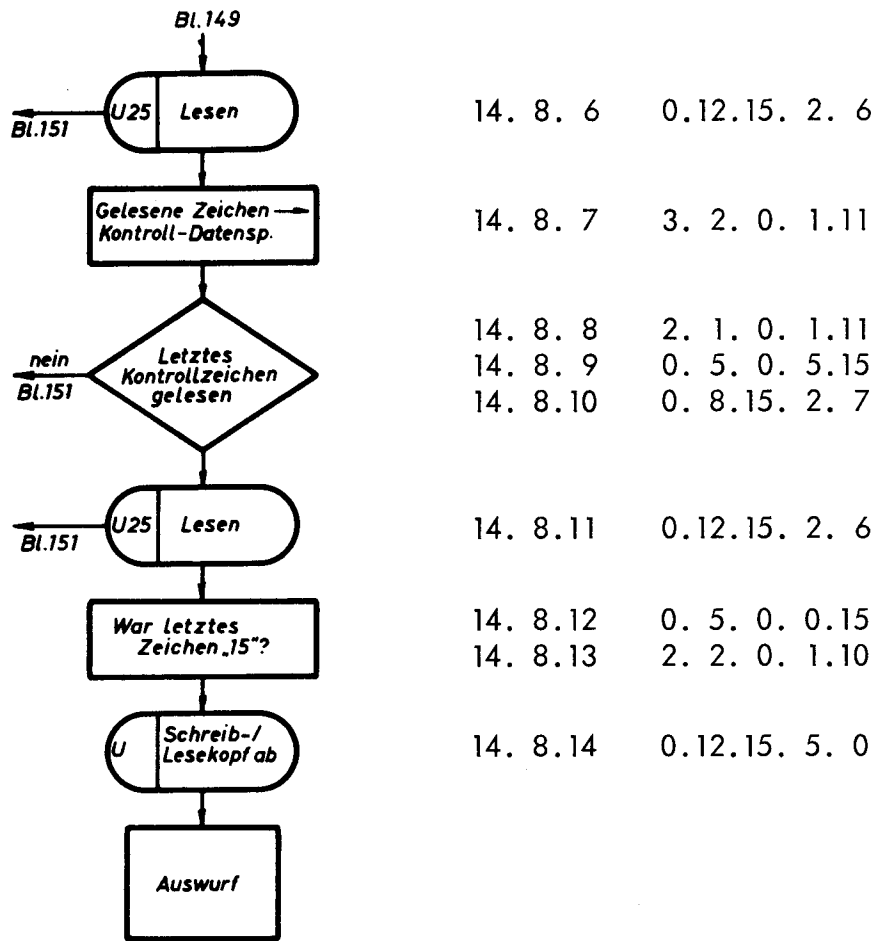 Bl.149
U25 Lesen 14. 8. 6 0.12.15. 2. 6
Bl.151
Gelesene Zeichen →
Kontroll-Datensp. 14. 8. 7 3. 2. 0. 1.11
14. 8. 8 2. 1. 0. 1.11
nein Letztes
Kontrollzeichen 14. 8. 9 0. 5. 0. 5.15
Bl.151 gelesen 14. 8.10 0. 8.15. 2. 7
U25 Lesen 14. 8.11 0.12.15. 2. 6
Bl.151
War letztes 14. 8.12 0. 5. 0. 0.15
Zeichen „15"? 14. 8.13 2. 2. 0. 1.10
U Schreib-/
Lesekopf ab 14. 8.14 0.12.15. 5. 0
Auswurf